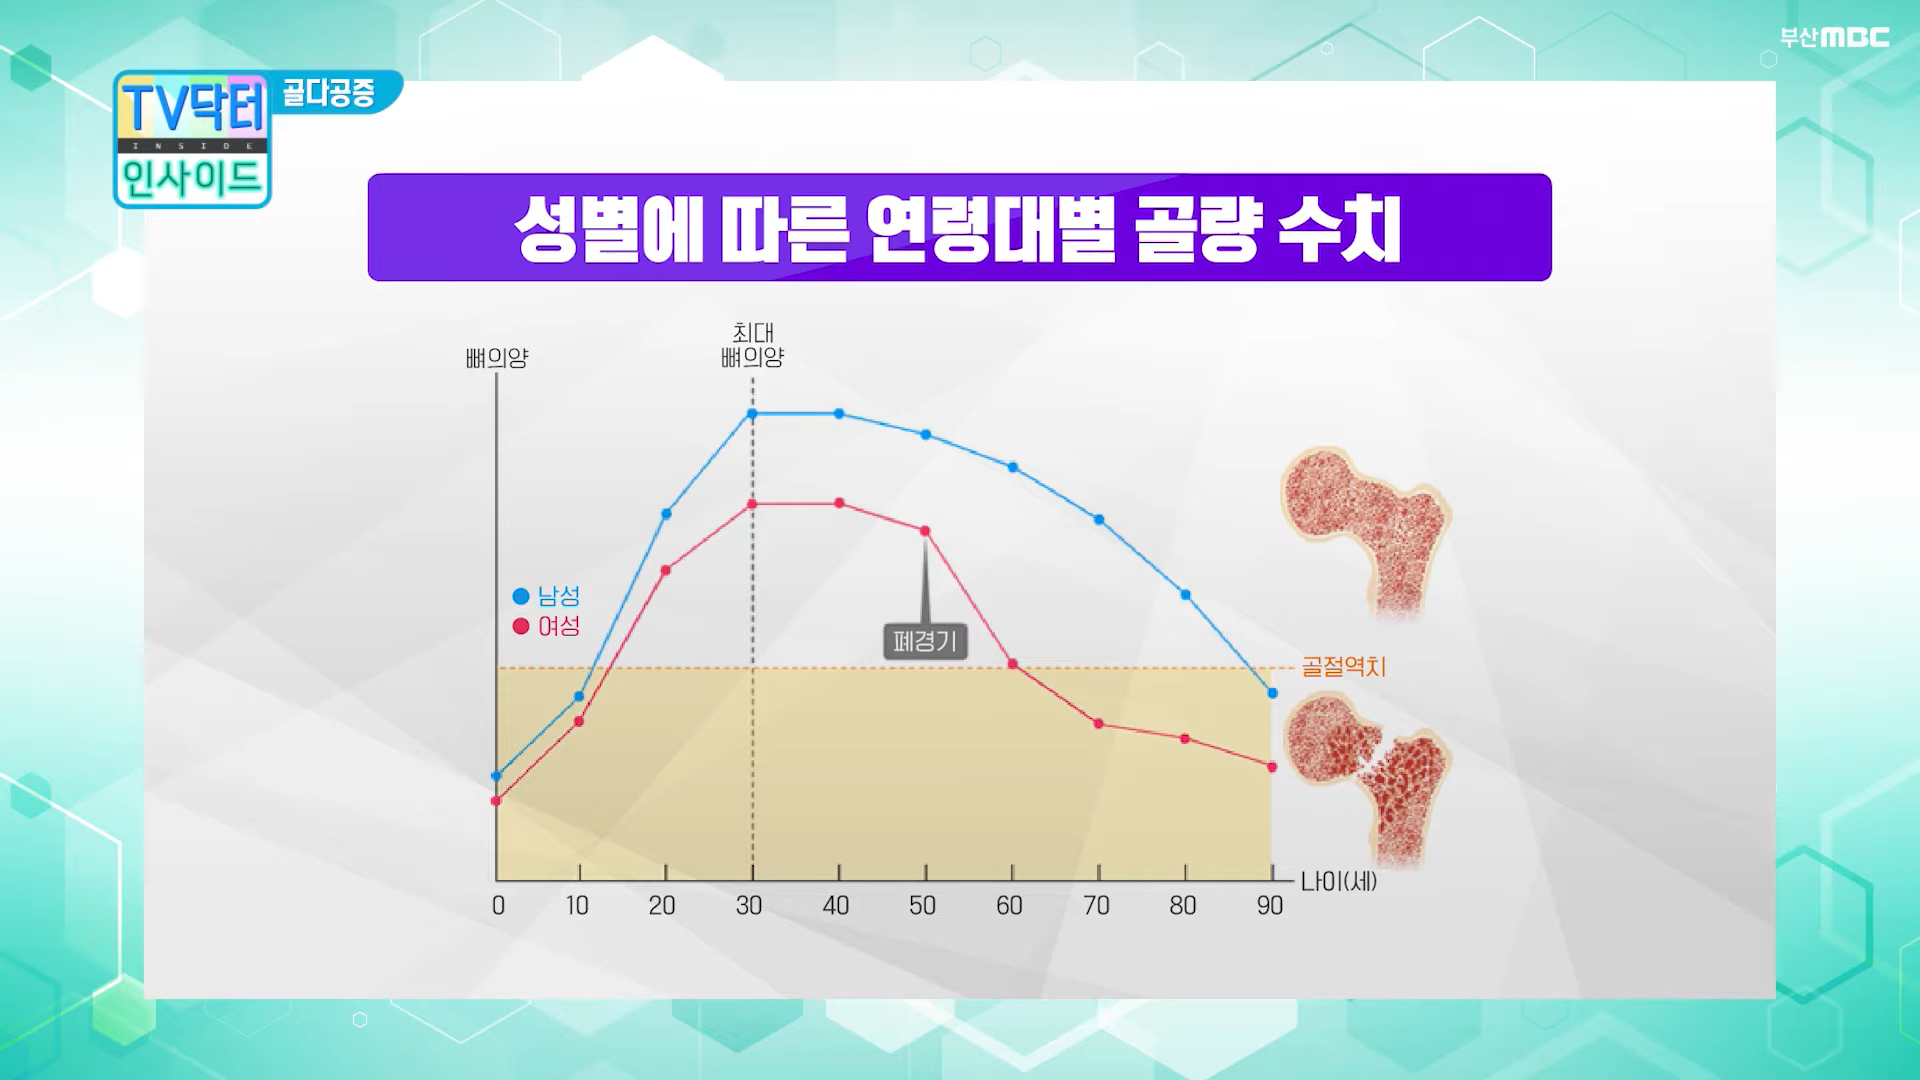 부산MBC
TV닥터
INSIDE
인사이드
골다공증
성별에 따른 연령대별 골량 수치
뼈의양
최대
뼈의양
남성
여성
폐경기
골절역치
나이(세)
0 10 20 30 40 50 60 70 80 90